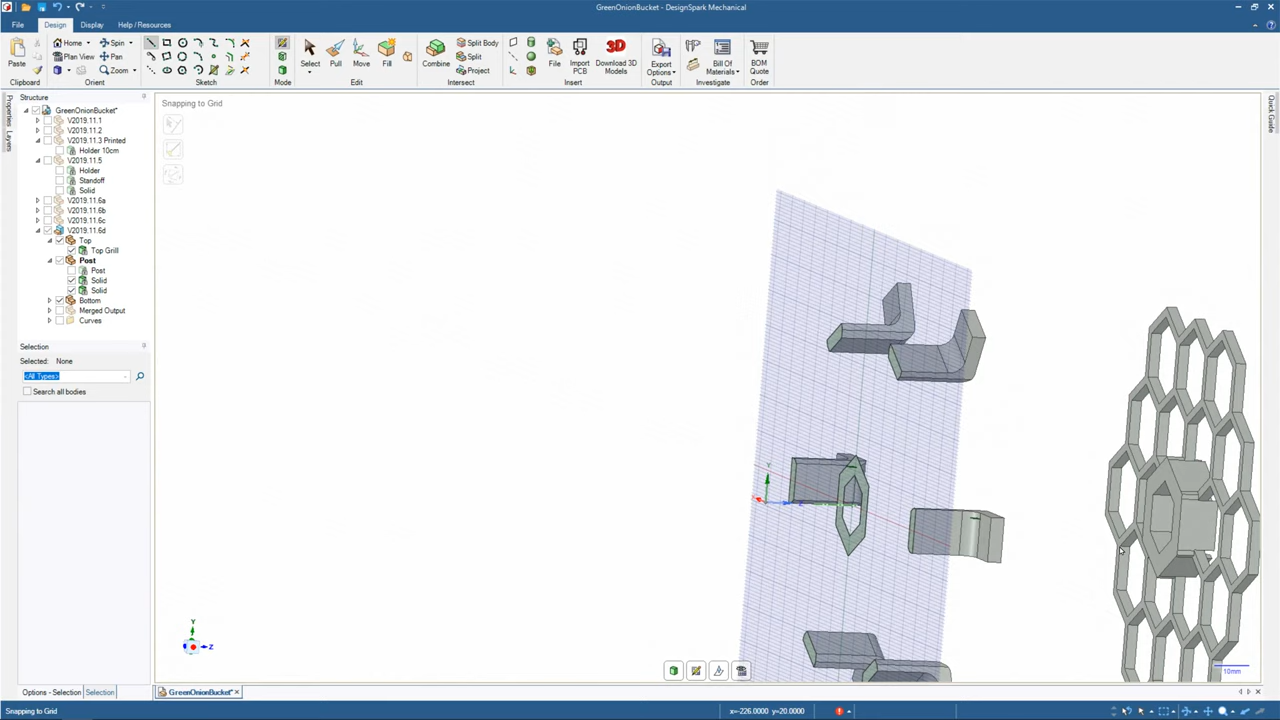 GreenOnionBucket - DesignSpark Mechanical
File
Design
Display
Help / Resources
Home
Spin
Plan View
Pan
Zoom
Paste
Select
Pull
Move
Fill
Combine
Split Body
Split
Project
File
Import PCB
Download 3D Models
Export Options
Bill Of Materials
BOM Quote
Clipboard
Orient
Sketch
Mode
Edit
Intersect
Insert
Output
Investigate
Order
Properties
Layers
Structure
GreenOnionBucket*
V2019.11.1
V2019.11.2
V2019.11.3 Printed
Holder 10cm
V2019.11.5
Holder
Standoff
Solid
V2019.11.6a
V2019.11.6b
V2019.11.6c
V2019.11.6d
Top
Top Grill
Post
Post
Solid
Solid
Bottom
Merged Output
Curves
Selection
Selected: None
<All Types>
Search all bodies
Options - Selection
Selection
Snapping to Grid
Quick Guide
Y
Z
Y
Z
10mm
GreenOnionBucket*
Snapping to Grid
x=-226.0000 y=20.0000